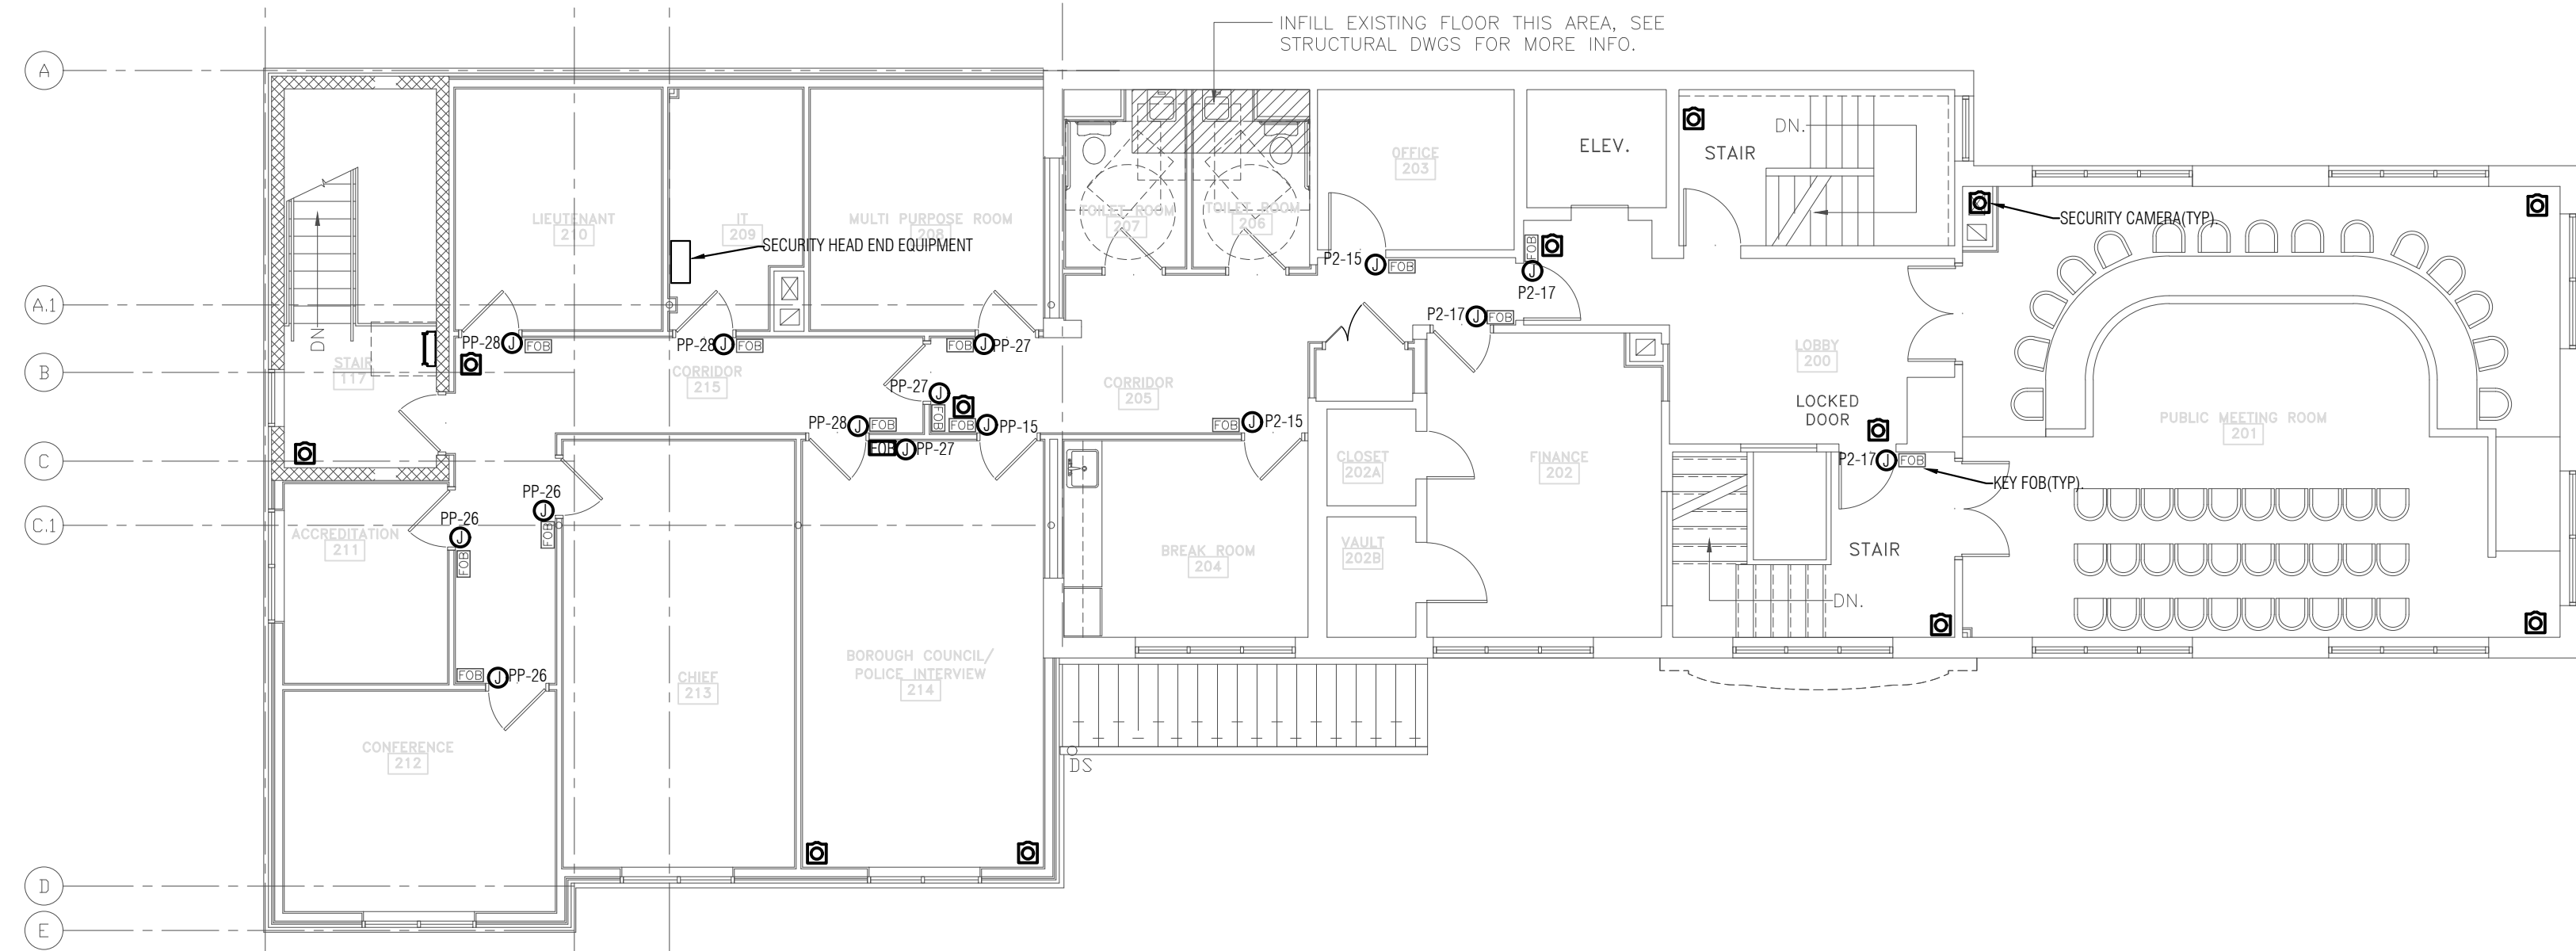 INFILL EXISTING FLOOR THIS AREA, SEE
STRUCTURAL DWGS FOR MORE INFO.
A
DN.
ELEV.
STAIR
OFFICE
203
LIEUTENANT
210
IT
209
MULTI PURPOSE ROOM
208
TOILET ROOM
207
TOILET ROOM
206
SECURITY CAMERA(TYP).
SECURITY HEAD END EQUIPMENT
FOB
P2-15
J
FOB
J
P2-17
A.1
P2-17
J
FOB
DN
PP-28
J
FOB
PP-28
J
FOB
FOB
J
PP-27
LOBBY
200
STAIR
117
B
CORRIDOR
215
CORRIDOR
205
PP-27
J
FOB
LOCKED
DOOR
PUBLIC MEETING ROOM
201
PP-28
J
FOB
FOB
J
PP-15
FOB
J
P2-15
FOB
J
PP-27
C
CLOSET
202A
FINANCE
202
P2-17
J
FOB
KEY FOB(TYP).
PP-26
J
FOB
PP-26
J
FOB
C.1
ACCREDITATION
211
VAULT
202B
BREAK ROOM
204
STAIR
DN.
BOROUGH COUNCIL/
POLICE INTERVIEW
214
FOB
J
PP-26
CHIEF
213
CONFERENCE
212
DS
D
E